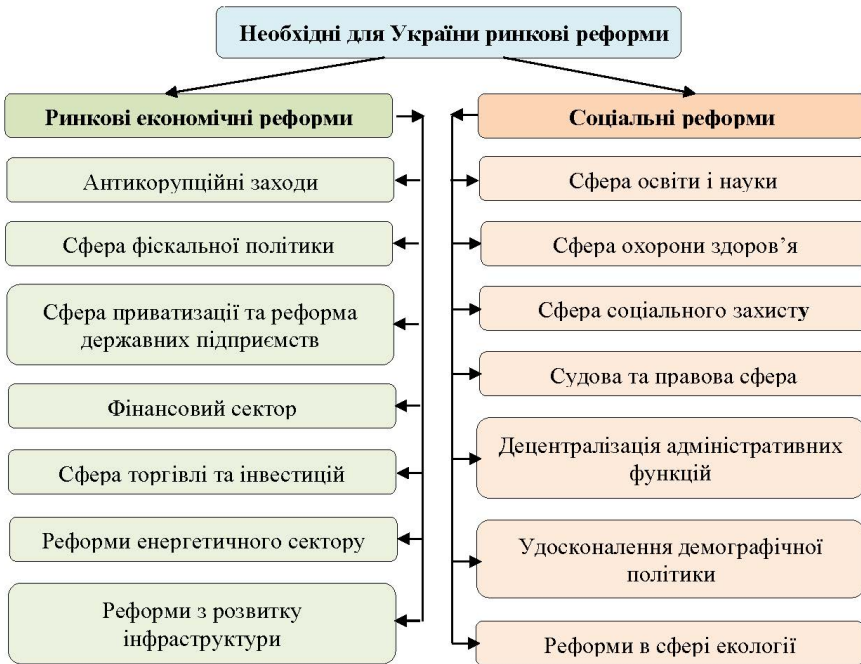 Необхідні для України ринкові реформи
Ринкові економічні реформи
Антикорупційні заходи
Сфера фіскальної політики
Сфера приватизації та реформа
державних підприємств
Фінансовий сектор
Сфера торгівлі та інвестицій
Реформи енергетичного сектору
Реформи з розвитку
інфраструктури
Соціальні реформи
Сфера освіти і науки
Сфера охорони здоров’я
Сфера соціального захисту
Судова та правова сфера
Децентралізація адміністративних
функцій
Удосконалення демографічної
політики
Реформи в сфері екології